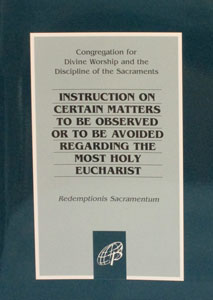 Congregation for
Divine Worship and the
Discipline of the Sacraments
INSTRUCTION ON
CERTAIN MATTERS
TO BE OBSERVED
OR TO BE AVOIDED
REGARDING THE
MOST HOLY
EUCHARIST
Redemptionis Sacramentum